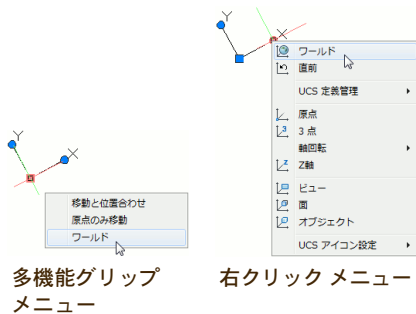 Y
X
移動と位置合わせ
原点のみ移動
ワールド
多機能グリップ
メニュー
Y
X
ワールド
直前
UCS 定義管理
原点
3 点
軸回転
Z軸
ビュー
面
オブジェクト
UCS アイコン設定
右クリック メニュー